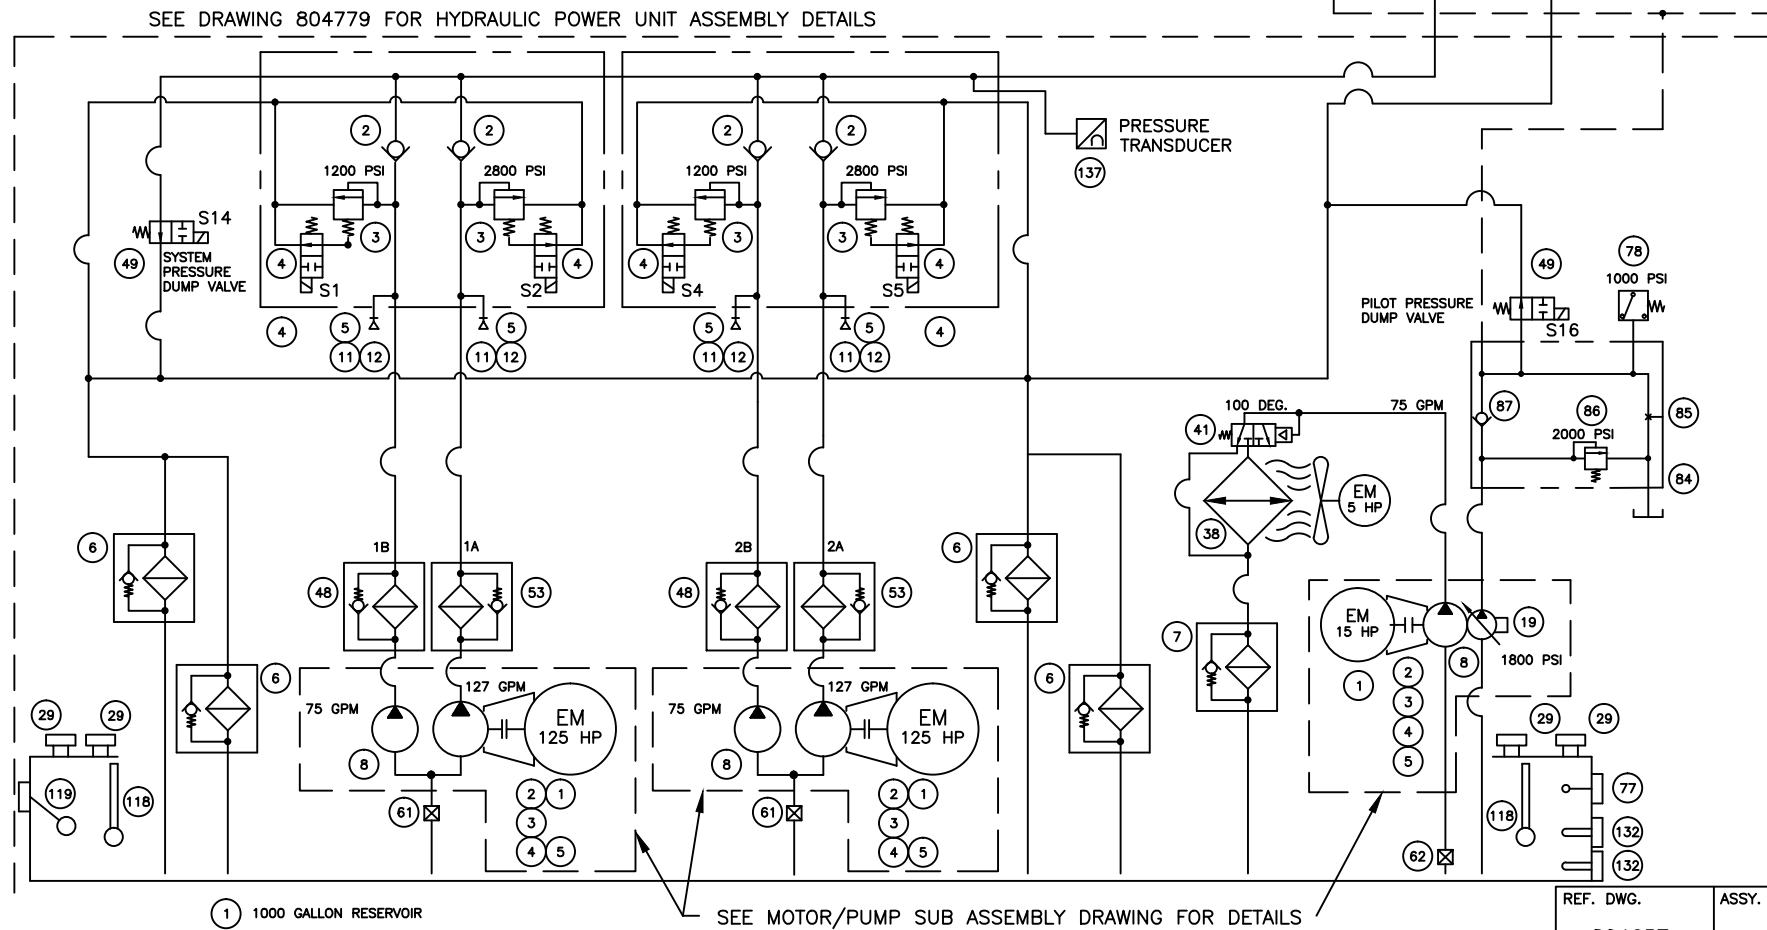 SEE DRAWING 804779 FOR HYDRAULIC POWER UNIT ASSEMBLY DETAILS
2
2
2
2
PRESSURE
TRANSDUCER
137
1200 PSI
2800 PSI
1200 PSI
2800 PSI
S14
3
3
3
3
49
SYSTEM
PRESSURE
DUMP VALVE
4
4
4
4
S1
S2
S4
S5
49
78
1000 PSI
PILOT PRESSURE
DUMP VALVE
S16
4
5
5
5
5
4
11
12
11
12
11
12
11
12
100 DEG.
75 GPM
41
87
86
2000 PSI
85
84
EM
5 HP
38
6
1B
1A
2B
2A
6
48
53
48
53
EM
15 HP
19
7
8
1800 PSI
6
6
1
2
3
4
5
127 GPM
75 GPM
EM
125 HP
127 GPM
75 GPM
EM
125 HP
29
29
29
29
8
8
119
118
61
61
2
1
3
4
5
2
1
3
4
5
118
77
132
132
62
1
1000 GALLON RESERVOIR
SEE MOTOR/PUMP SUB ASSEMBLY DRAWING FOR DETAILS
REF. DWG.
ASSY.